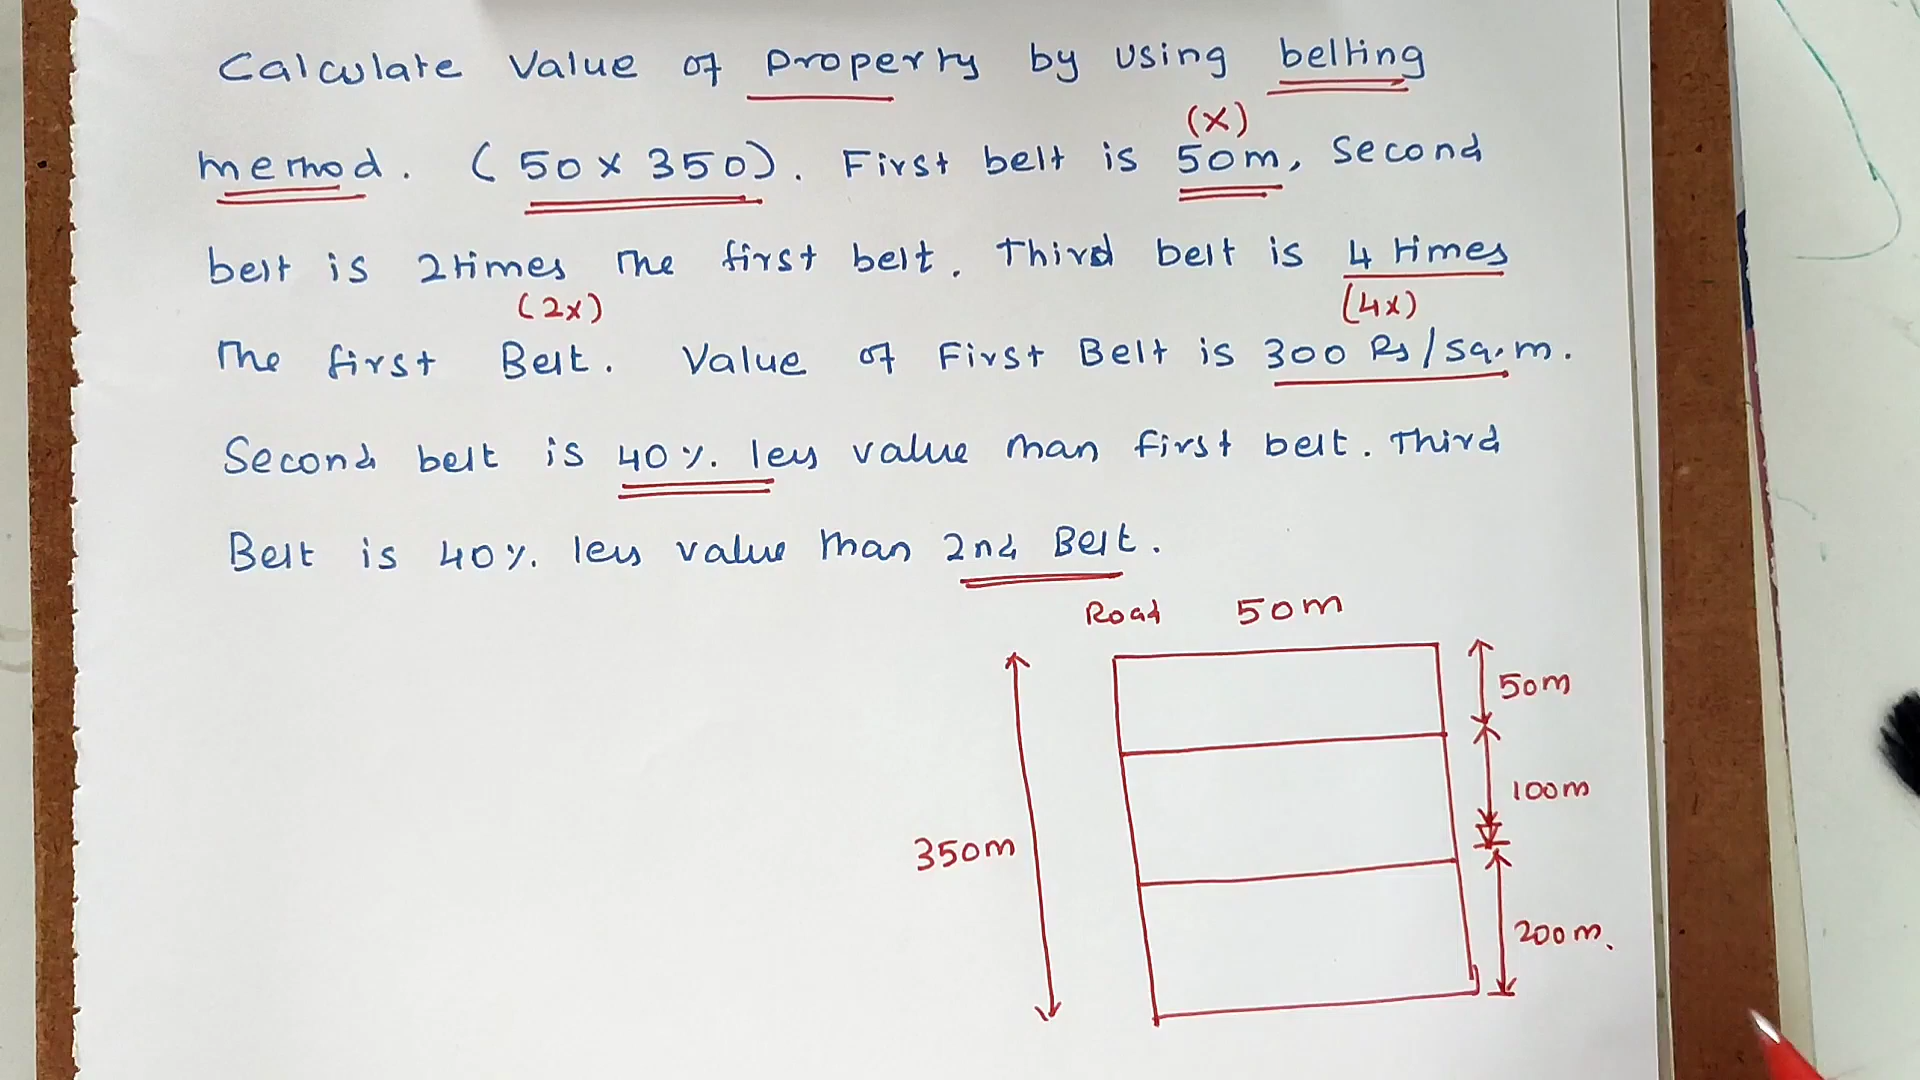 Calculate Value of Property by using belting
(x)
method. (50 x 350). First belt is 50m, Second
belt is 2 times The first belt. Third belt is 4 times
(2x) (4x)
The first Belt. Value of First Belt is 300 Rs/sq.m.
Second belt is 40%. less value than first belt. Third
Belt is 40%. less value than 2nd Belt.
Road 50m
50m
100m
350m
200m.